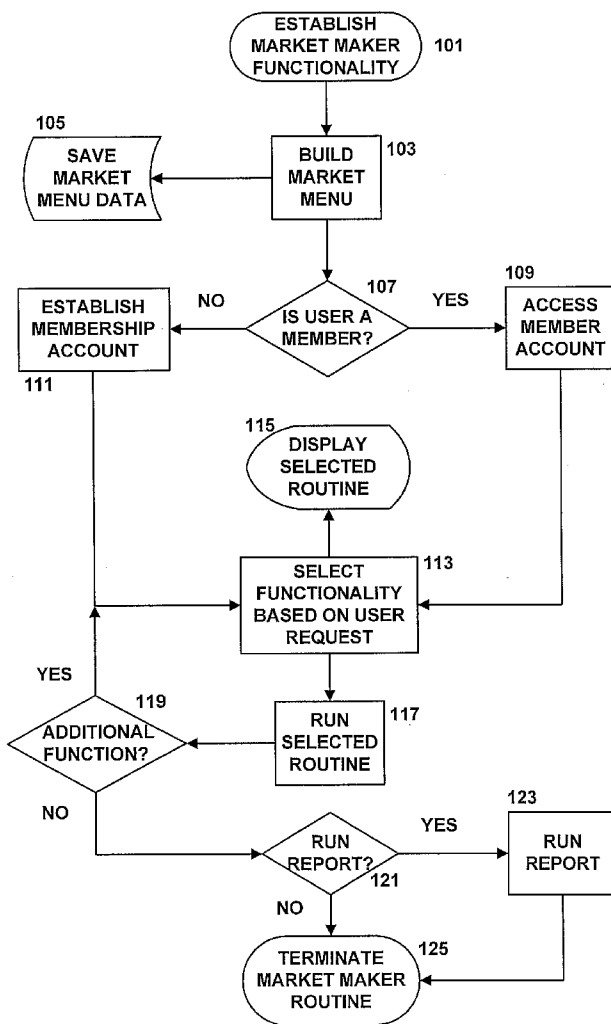 ESTABLISH
MARKET MAKER
FUNCTIONALITY
101
105
SAVE
MARKET
MENU DATA
BUILD
MARKET
MENU
103
107
IS USER A
MEMBER?
NO
YES
ESTABLISH
MEMBERSHIP
ACCOUNT
111
109
ACCESS
MEMBER
ACCOUNT
115
DISPLAY
SELECTED
ROUTINE
113
SELECT
FUNCTIONALITY
BASED ON USER
REQUEST
YES
119
ADDITIONAL
FUNCTION?
117
RUN
SELECTED
ROUTINE
NO
RUN
REPORT?
121
YES
123
RUN
REPORT
NO
125
TERMINATE
MARKET MAKER
ROUTINE